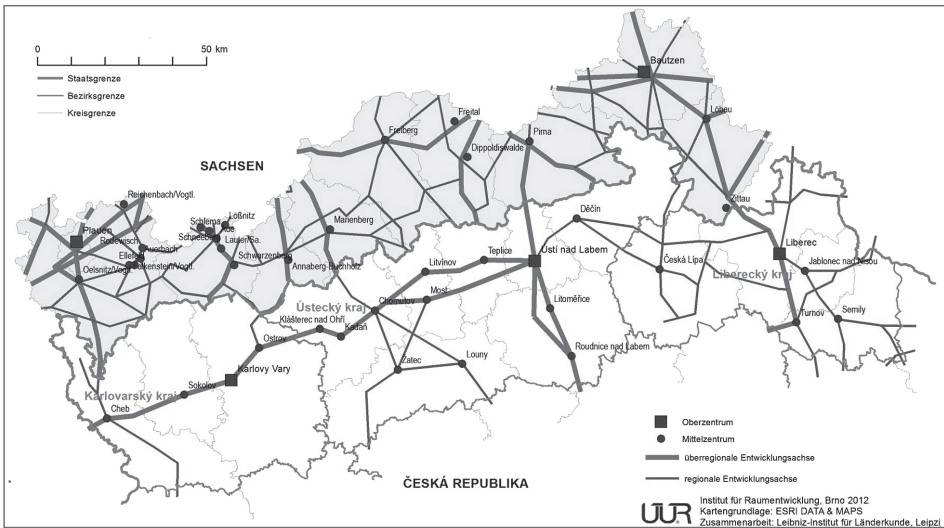 0
50 km
Staatsgrenze
Bezirksgrenze
Kreisgrenze
SACHSEN
Bautzen
Löbau
Zittau
Freital
Freiberg
Dippoldiswalde
Pirna
Reichenbach/Vogtl.
Plauen
Rodewisch
Auerbach
Ellefeld
Falkenstein/Vogtl.
Oelsnitz/Vogtl.
Schlema
Lößnitz
Aue
Schneeberg
Lauter/Sa.
Schwarzenberg
Marienberg
Annaberg-Buchholz
Děčín
Teplice
Ústí nad Labem
Litvínov
Most
Česká Lípa
Liberec
Liberecký kraj
Jablonec nad Nisou
Turnov
Semily
Ústecký kraj
Chomutov
Litoměřice
Klášterec nad Ohří
Kadaň
Ostrov
Roudnice nad Labem
Žatec
Louny
Karlovy Vary
Karlovarský kraj
Sokolov
Cheb
ČESKÁ REPUBLIKA
Oberzentrum
Mittelzentrum
überregionale Entwicklungsachse
regionale Entwicklungsachse
ÚÚR
Institut für Raumentwicklung, Brno 2012
Kartengrundlage: ESRI DATA & MAPS
Zusammenarbeit: Leibniz-Institut für Länderkunde, Leipzi